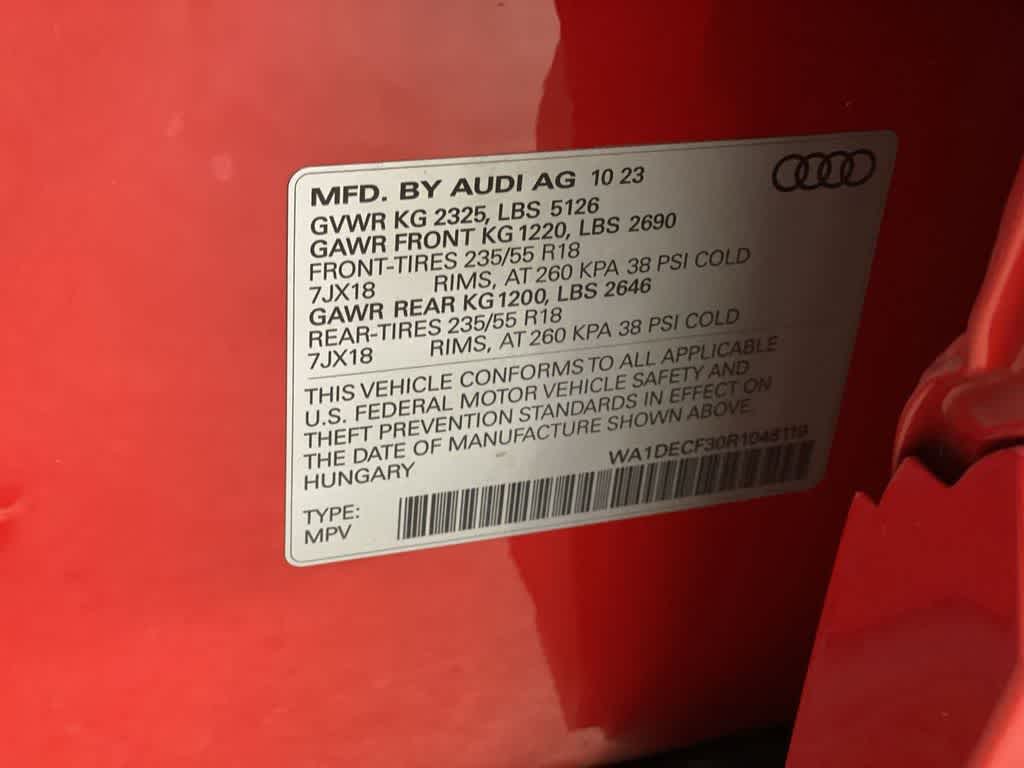 MFD. BY AUDI AG 10 23
GVWR KG 2325, LBS 5126
GAWR FRONT KG 1220, LBS 2690
FRONT-TIRES 235/55 R18
7JX18 RIMS, AT 260 KPA 38 PSI COLD
GAWR REAR KG 1200, LBS 2646
REAR-TIRES 235/55 R18
7JX18 RIMS, AT 260 KPA 38 PSI COLD
THIS VEHICLE CONFORMS TO ALL APPLICABLE
U.S. FEDERAL MOTOR VEHICLE SAFETY AND
THEFT PREVENTION STANDARDS IN EFFECT ON
THE DATE OF MANUFACTURE SHOWN ABOVE.
HUNGARY
TYPE:
MPV